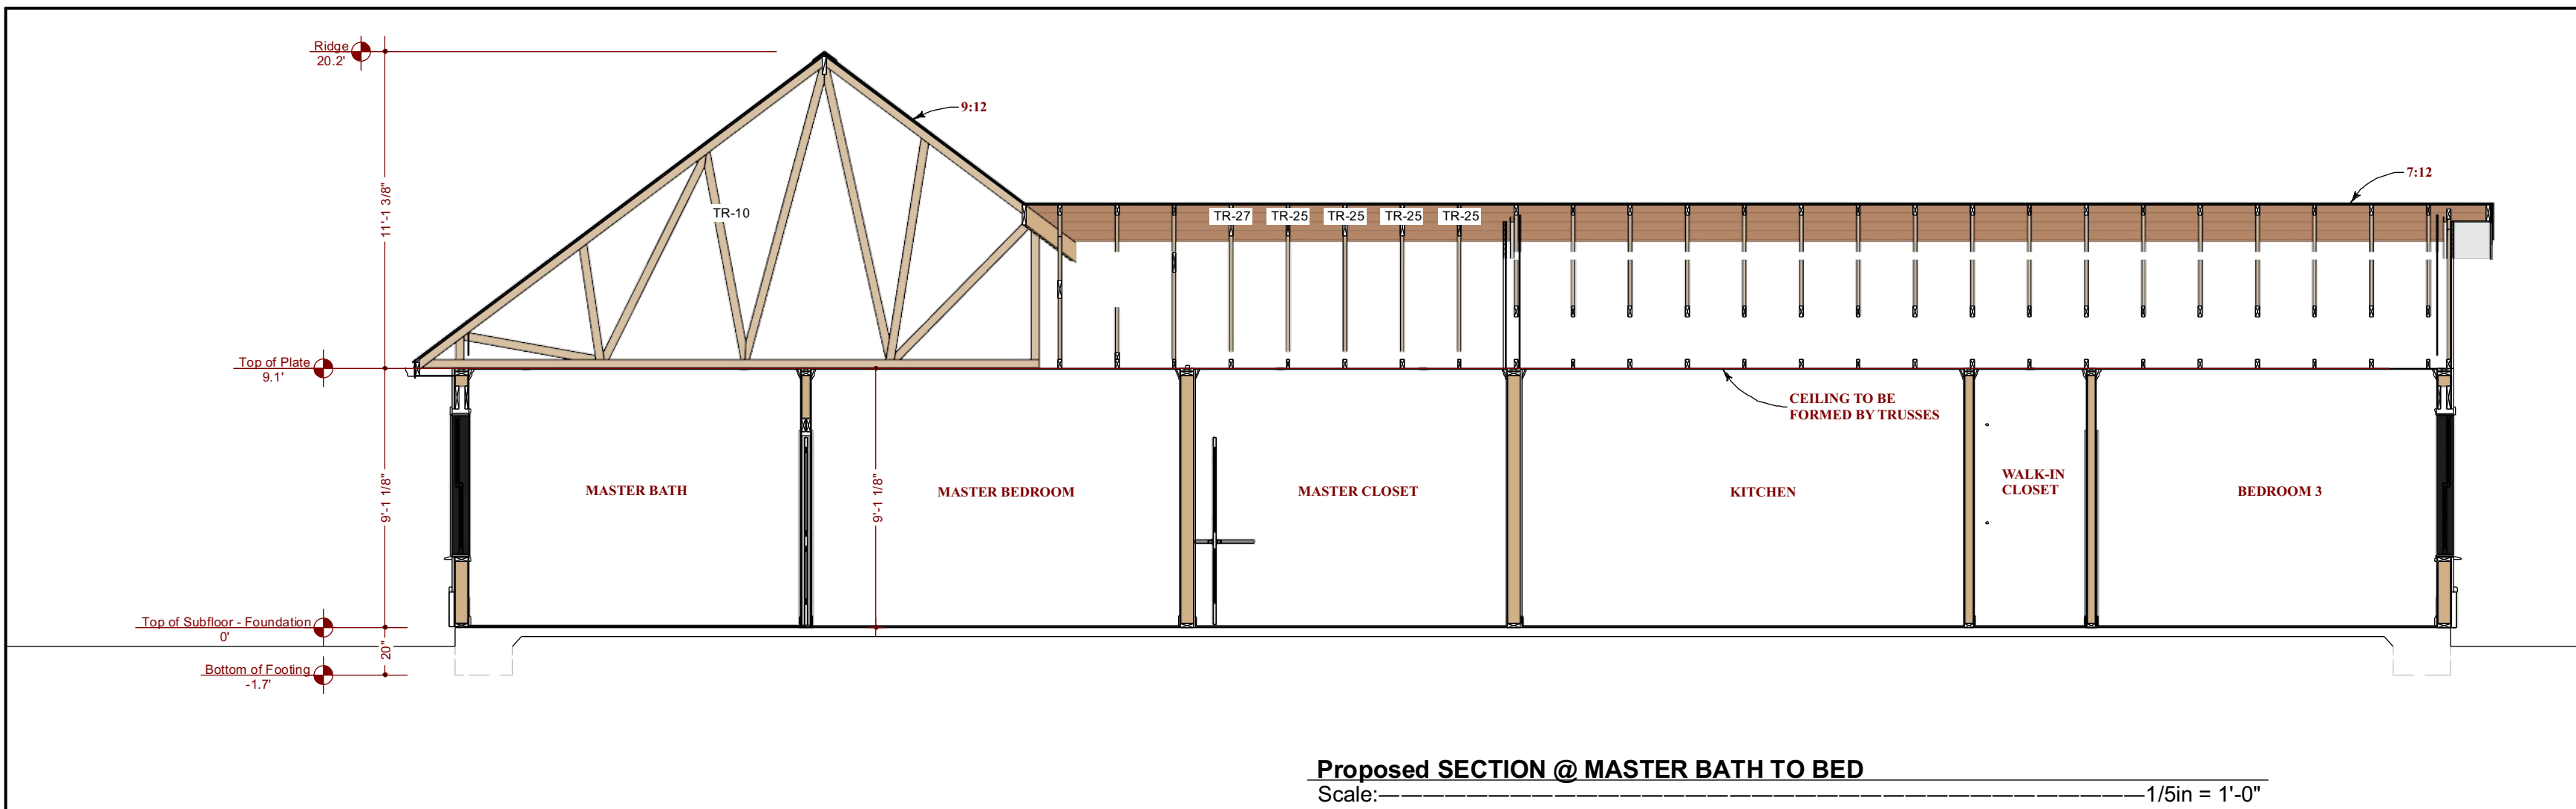 Ridge
20.2'
9:12
7:12
11'-1 3/8"
TR-10
TR-27 TR-25 TR-25 TR-25 TR-25
Top of Plate
9.1'
CEILING TO BE
FORMED BY TRUSSES
9'-1 1/8"
9'-1 1/8"
MASTER BATH
MASTER BEDROOM
MASTER CLOSET
KITCHEN
WALK-IN
CLOSET
BEDROOM 3
Top of Subfloor - Foundation
0'
20"
Bottom of Footing
-1.7'
Proposed SECTION @ MASTER BATH TO BED
Scale: 1/5in = 1'-0"